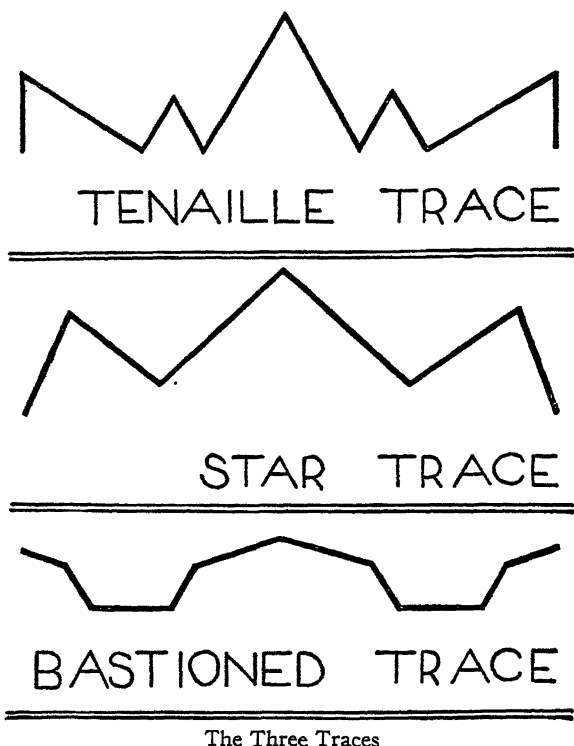 TENAILLE TRACE
STAR TRACE
BASTIONED TRACE
The Three Traces